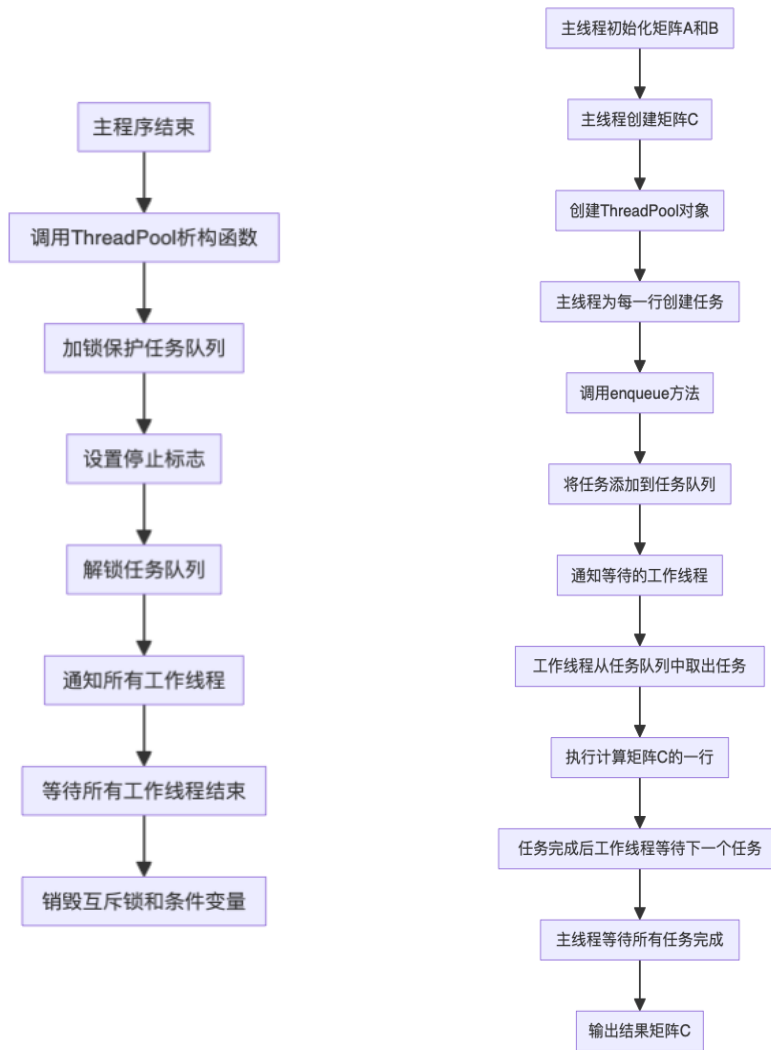 主程序结束
调用ThreadPool析构函数
加锁保护任务队列
设置停止标志
解锁任务队列
通知所有工作线程
等待所有工作线程结束
销毁互斥锁和条件变量
主线程初始化矩阵A和B
主线程创建矩阵C
创建ThreadPool对象
主线程为每一行创建任务
调用enqueue方法
将任务添加到任务队列
通知等待的工作线程
工作线程从任务队列中取出任务
执行计算矩阵C的一行
任务完成后工作线程等待下一个任务
主线程等待所有任务完成
输出结果矩阵C